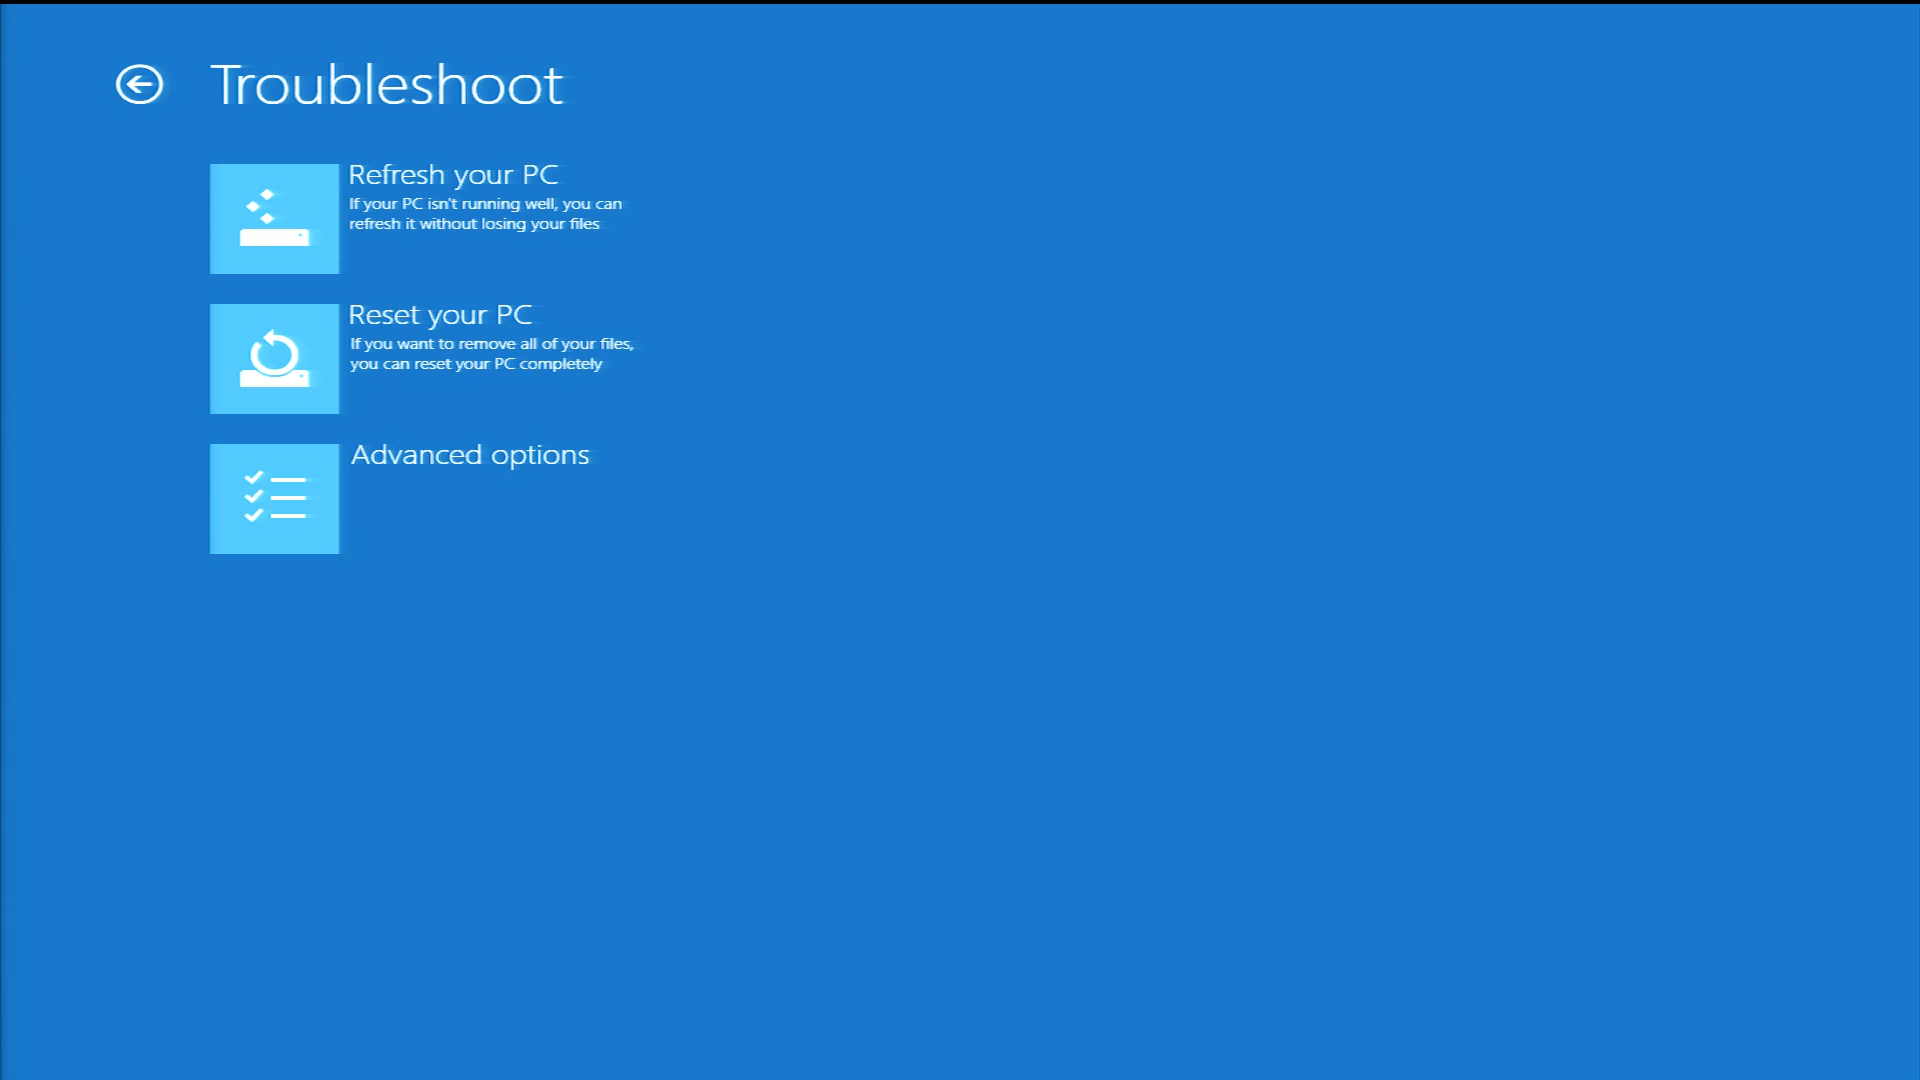 Troubleshoot
Refresh your PC
If your PC isn't running well, you can
refresh it without losing your files
Reset your PC
If you want to remove all of your files,
you can reset your PC completely
Advanced options